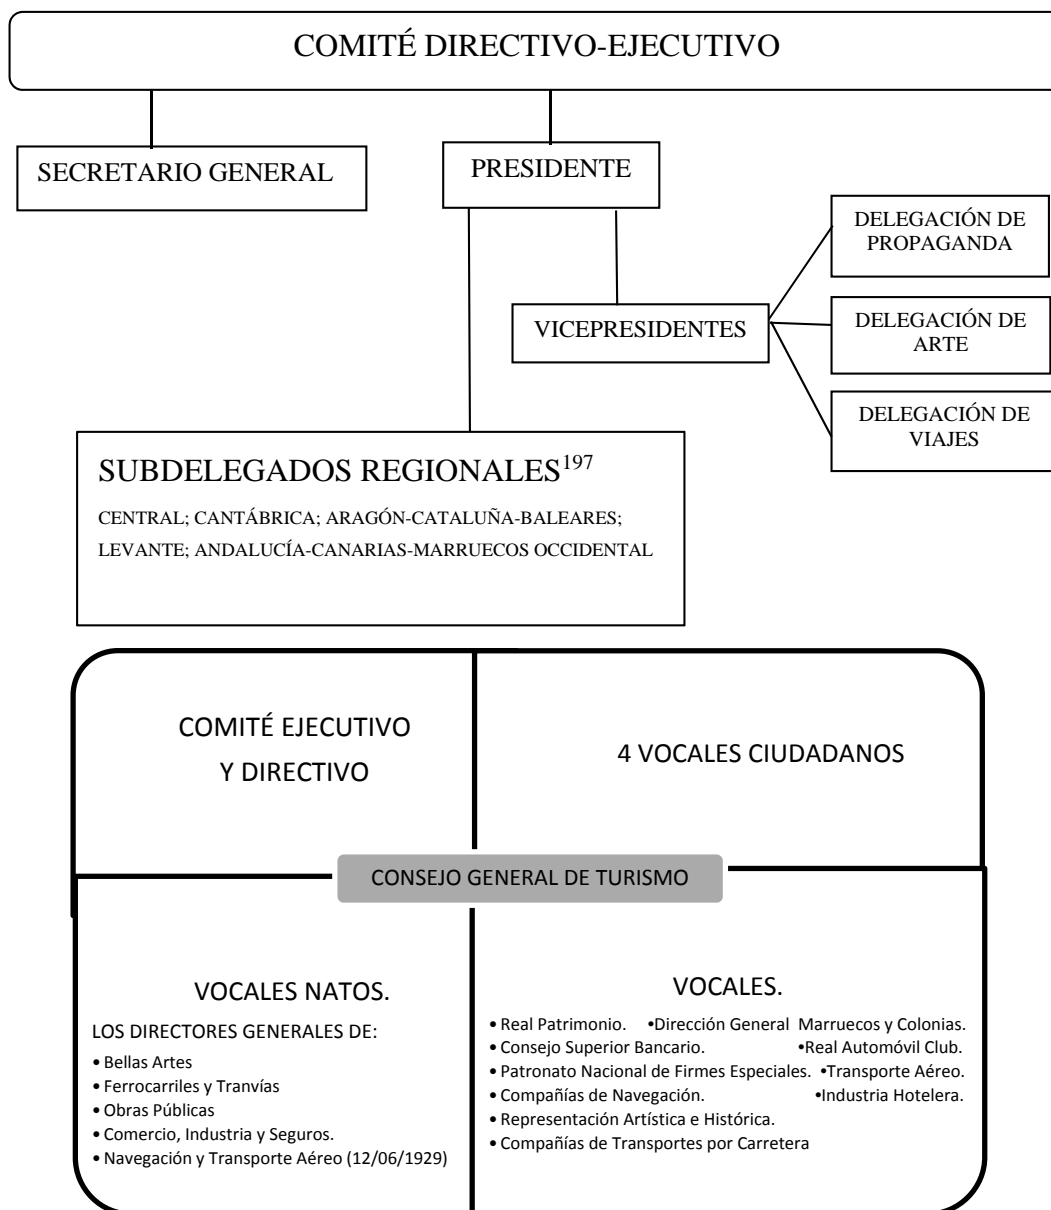 COMITÉ DIRECTIVO-EJECUTIVO
SECRETARIO GENERAL
PRESIDENTE
DELEGACIÓN DE
PROPAGANDA
VICEPRESIDENTES
DELEGACIÓN DE
ARTE
DELEGACIÓN DE
VIAJES
SUBDELEGADOS REGIONALES197
CENTRAL; CANTÁBRICA; ARAGÓN-CATALUÑA-BALEARES;
LEVANTE; ANDALUCÍA-CANARIAS-MARRUECOS OCCIDENTAL
COMITÉ EJECUTIVO
Y DIRECTIVO
4 VOCALES CIUDADANOS
CONSEJO GENERAL DE TURISMO
VOCALES NATOS.
LOS DIRECTORES GENERALES DE:
• Bellas Artes
• Ferrocarriles y Tranvías
• Obras Públicas
• Comercio, Industria y Seguros.
• Navegación y Transporte Aéreo (12/06/1929)
VOCALES.
• Real Patrimonio. •Dirección General Marruecos y Colonias.
• Consejo Superior Bancario. •Real Automóvil Club.
• Patronato Nacional de Firmes Especiales. •Transporte Aéreo.
• Compañías de Navegación. •Industria Hotelera.
• Representación Artística e Histórica.
• Compañías de Transportes por Carretera